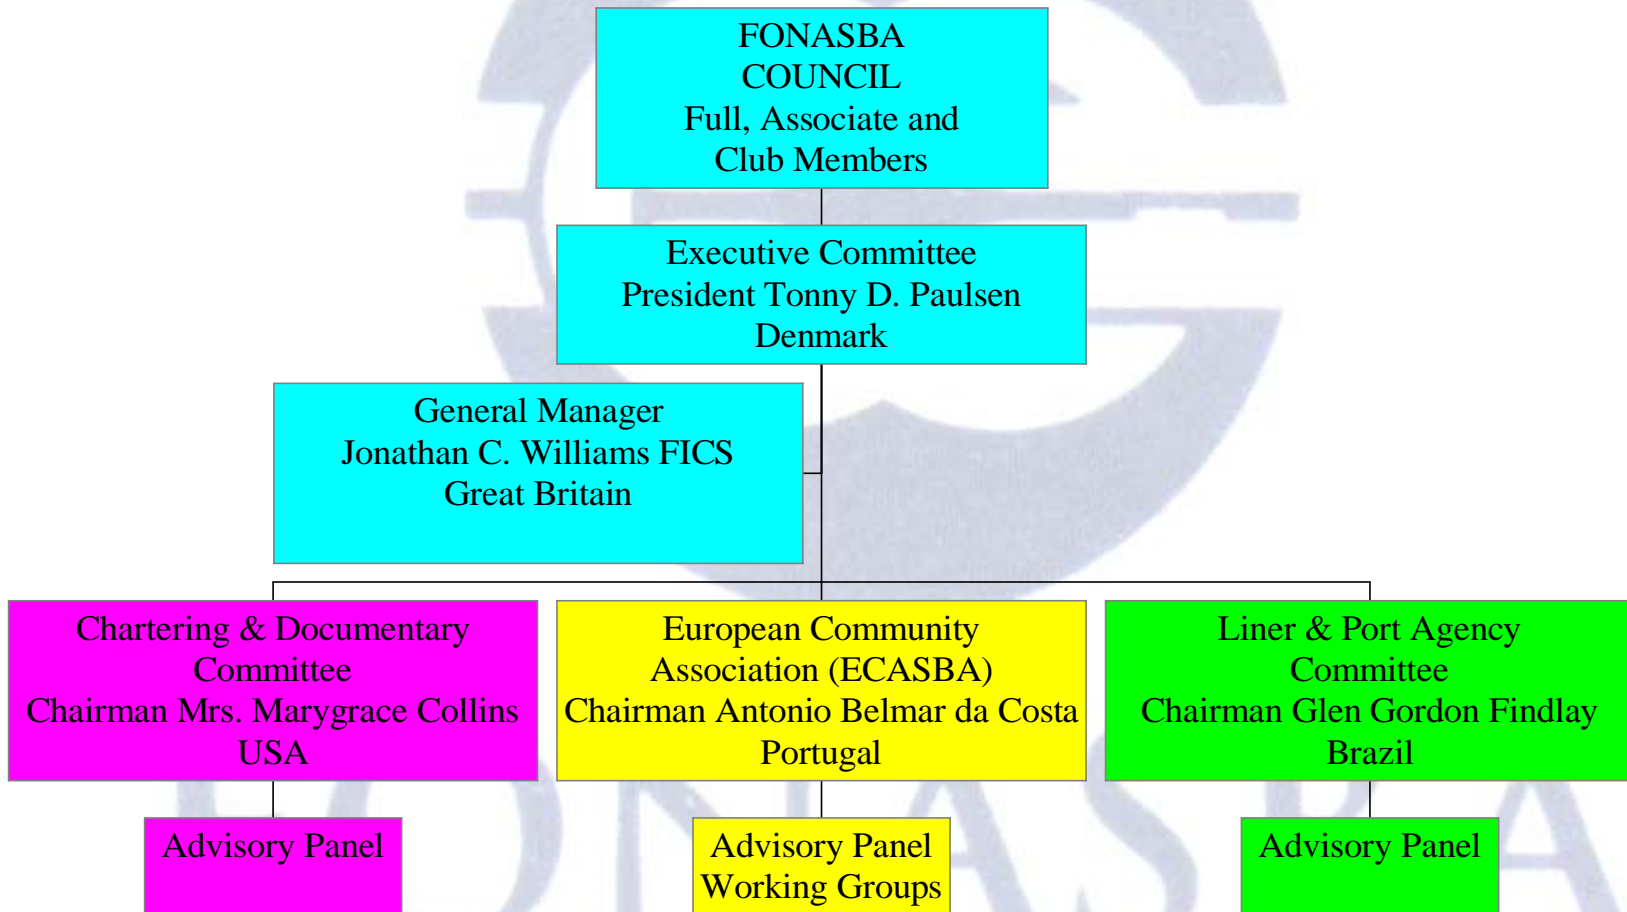 FONASBA
COUNCIL
Full, Associate and
Club Members
Executive Committee
President Tonny D. Paulsen
Denmark
General Manager
Jonathan C. Williams FICS
Great Britain
Chartering & Documentary
Committee
Chairman Mrs. Marygrace Collins
USA
European Community
Association (ECASBA)
Chairman Antonio Belmar da Costa
Portugal
Liner & Port Agency
Committee
Chairman Glen Gordon Findlay
Brazil
Advisory Panel
Advisory Panel
Working Groups
Advisory Panel
FONASBA